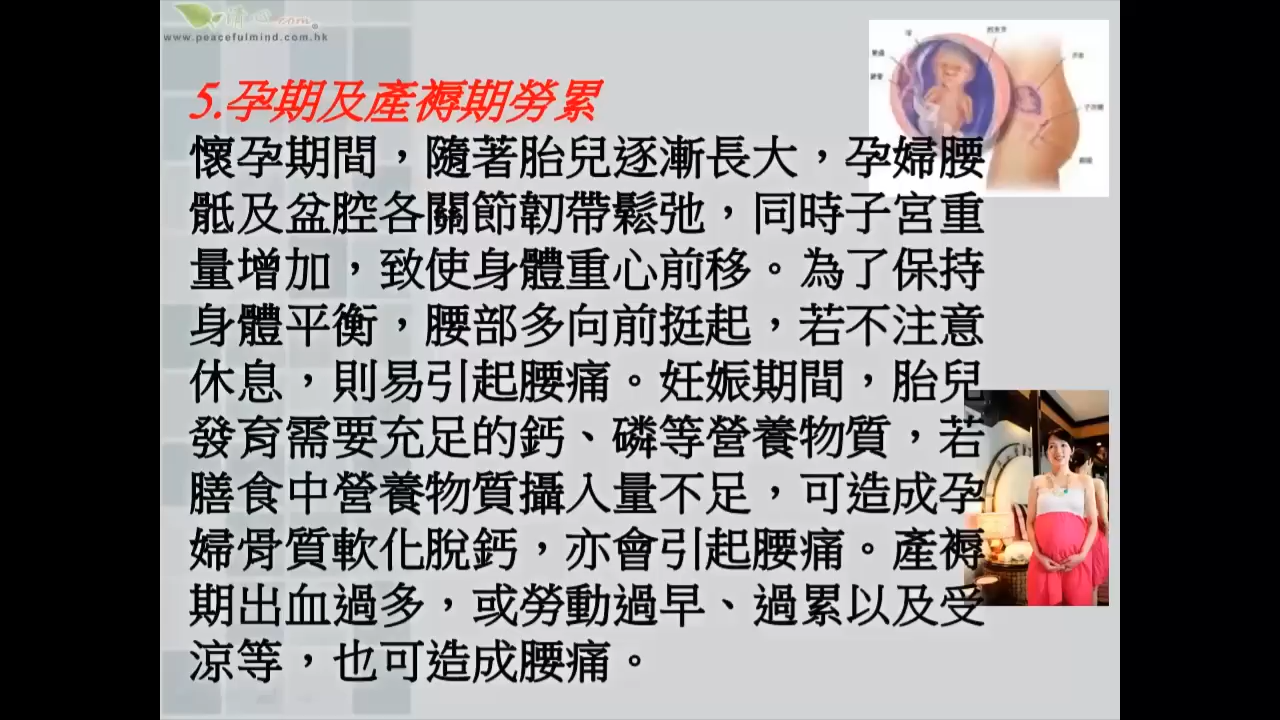 清心.com®
www.peacefulmind.com.hk
5.孕期及產褥期勞累
懷孕期間，隨著胎兒逐漸長大，孕婦腰
骶及盆腔各關節韌帶鬆弛，同時子宮重
量增加，致使身體重心前移。為了保持
身體平衡，腰部多向前挺起，若不注意
休息，則易引起腰痛。妊娠期間，胎兒
發育需要充足的鈣、磷等營養物質，若
膳食中營養物質攝入量不足，可造成孕
婦骨質軟化脫鈣，亦會引起腰痛。產褥
期出血過多，或勞動過早、過累以及受
涼等，也可造成腰痛。